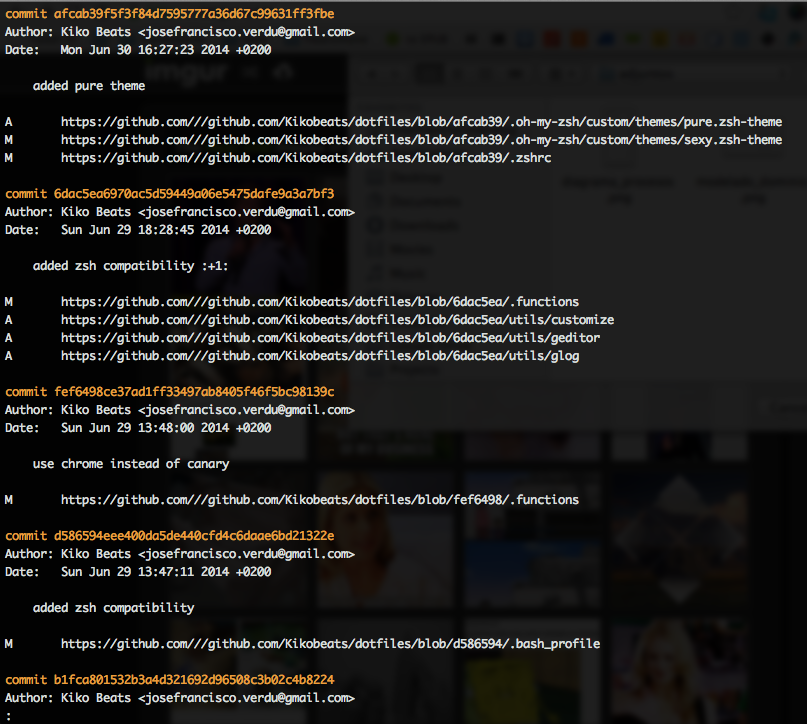 commit afcab39f5f3f84d7595777a36d67c99631ff3fbe
Author: Kiko Beats <josefrancisco.verdu@gmail.com>
Date:   Mon Jun 30 16:27:23 2014 +0200
added pure theme
A       https://github.com///github.com/Kikobeats/dotfiles/blob/afcab39/.oh-my-zsh/custom/themes/pure.zsh-theme
M       https://github.com///github.com/Kikobeats/dotfiles/blob/afcab39/.oh-my-zsh/custom/themes/sexy.zsh-theme
M       https://github.com///github.com/Kikobeats/dotfiles/blob/afcab39/.zshrc
commit 6dac5ea6970ac5d59449a06e5475dafe9a3a7bf3
Author: Kiko Beats <josefrancisco.verdu@gmail.com>
Date:   Sun Jun 29 18:28:45 2014 +0200
added zsh compatibility :+1:
M       https://github.com///github.com/Kikobeats/dotfiles/blob/6dac5ea/.functions
A       https://github.com///github.com/Kikobeats/dotfiles/blob/6dac5ea/utils/customize
A       https://github.com///github.com/Kikobeats/dotfiles/blob/6dac5ea/utils/geditor
A       https://github.com///github.com/Kikobeats/dotfiles/blob/6dac5ea/utils/glog
commit fef6498ce37ad1ff33497ab8405f46f5bc98139c
Author: Kiko Beats <josefrancisco.verdu@gmail.com>
Date:   Sun Jun 29 13:48:00 2014 +0200
use chrome instead of canary
M       https://github.com///github.com/Kikobeats/dotfiles/blob/fef6498/.functions
commit d586594eee400da5de440cfd4c6daae6bd21322e
Author: Kiko Beats <josefrancisco.verdu@gmail.com>
Date:   Sun Jun 29 13:47:11 2014 +0200
added zsh compatibility
M       https://github.com///github.com/Kikobeats/dotfiles/blob/d586594/.bash_profile
commit b1fca801532b3a4d321692d96508c3b02c4b8224
Author: Kiko Beats <josefrancisco.verdu@gmail.com>
:
imgur